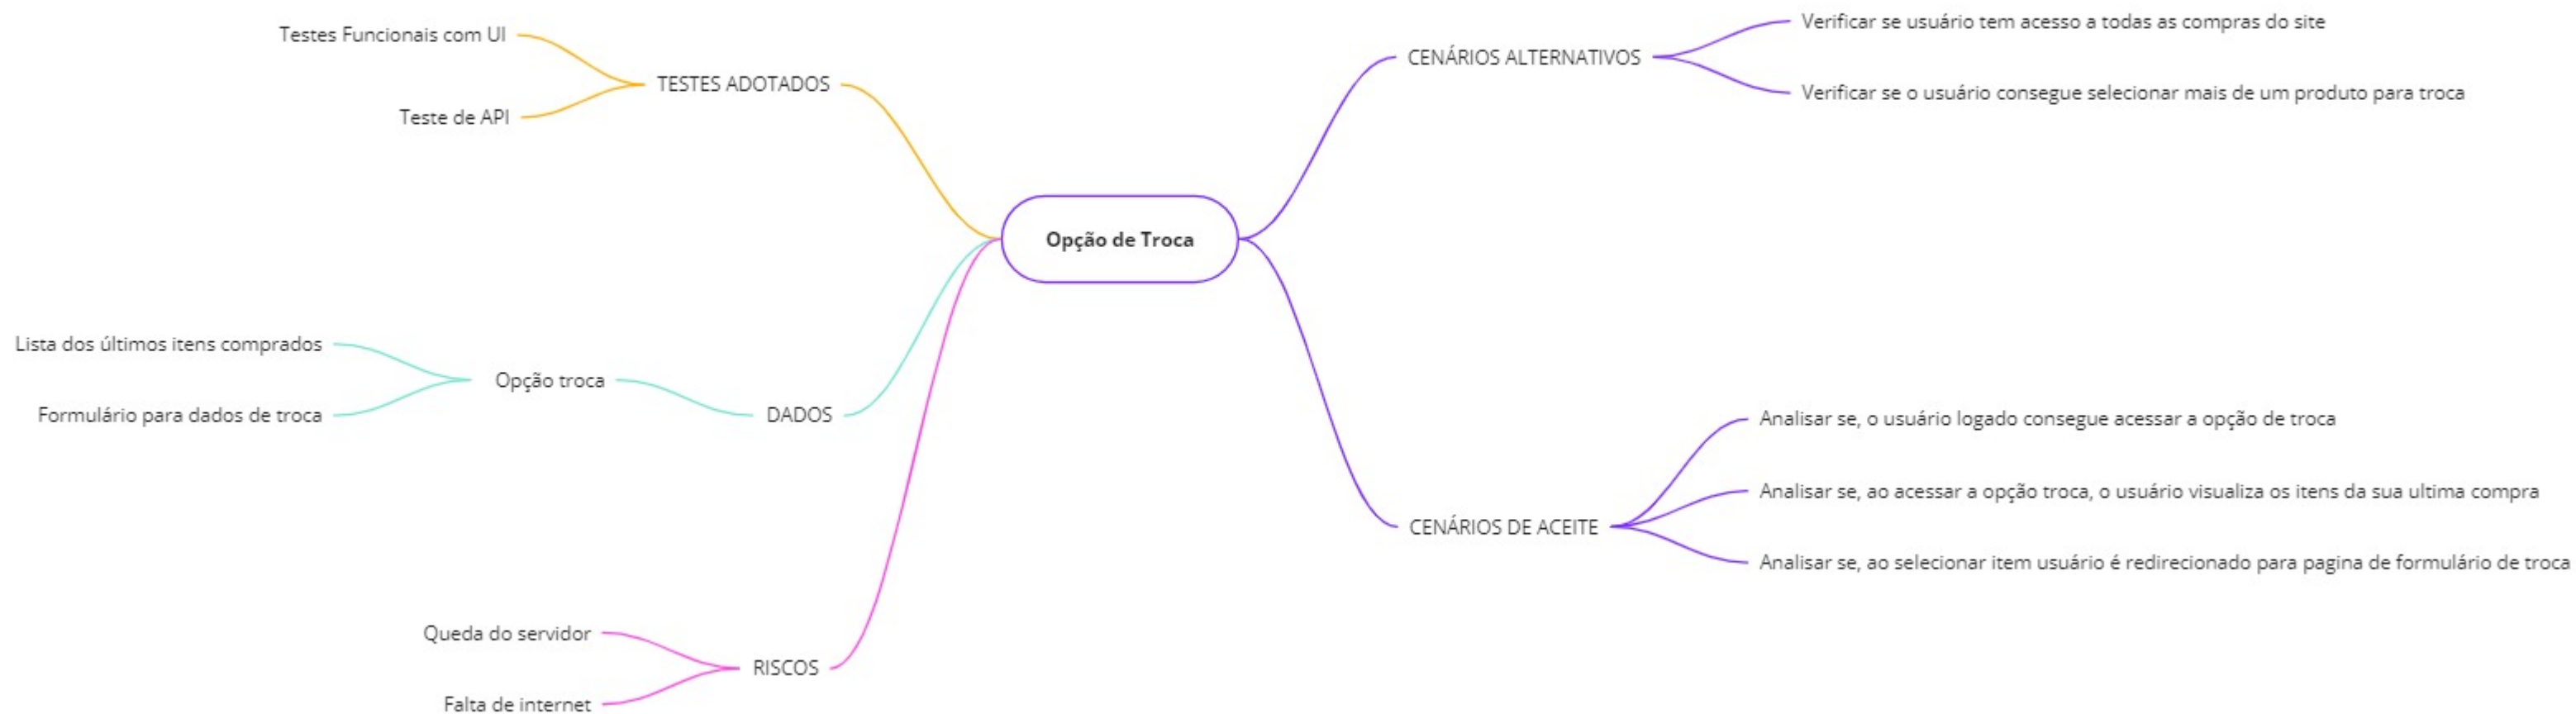 Testes Funcionais com UI
TESTES ADOTADOS
Teste de API
Lista dos últimos itens comprados
Opção troca
Formulário para dados de troca
DADOS
Queda do servidor
RISCOS
Falta de internet
Opção de Troca
CENÁRIOS ALTERNATIVOS
Verificar se usuário tem acesso a todas as compras do site
Verificar se o usuário consegue selecionar mais de um produto para troca
CENÁRIOS DE ACEITE
Analisar se, o usuário logado consegue acessar a opção de troca
Analisar se, ao acessar a opção troca, o usuário visualiza os itens da sua ultima compra
Analisar se, ao selecionar item usuário é redirecionado para pagina de formulário de troca